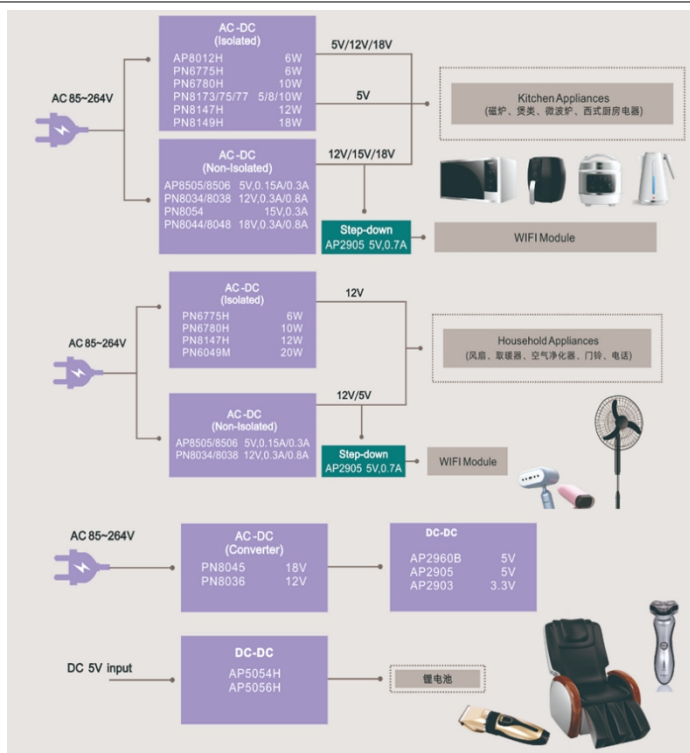 AC-DC
(Isolated)
AP8012H 6W
PN6775H 6W
PN6780H 10W
PN8173/75/77 5/8/10W
PN8147H 12W
PN8149H 18W
5V/12V/18V
5V
AC 85~264V
Kitchen Appliances
(磁炉、煲类、微波炉、西式厨房电器)
AC-DC
(Non-Isolated)
AP8505/8506 5V,0.15A/0.3A
PN8034/8038 12V,0.3A/0.8A
PN8054 15V,0.3A
PN8044/8048 18V,0.3A/0.8A
12V/15V/18V
Step-down
AP2905 5V,0.7A
WIFI Module
AC-DC
(Isolated)
PN6775H 6W
PN6780H 10W
PN8147H 12W
PN6049M 20W
12V
AC 85~264V
Household Appliances
(风扇、取暖器、空气净化器、门铃、电话)
AC-DC
(Non-Isolated)
AP8505/8506 5V,0.15A/0.3A
PN8034/8038 12V,0.3A/0.8A
12V/5V
Step-down
AP2905 5V,0.7A
WIFI Module
AC 85~264V
AC-DC
(Converter)
PN8045 18V
PN8036 12V
DC-DC
AP2960B 5V
AP2905 5V
AP2903 3.3V
DC 5V input
DC-DC
AP5054H
AP5056H
锂电池